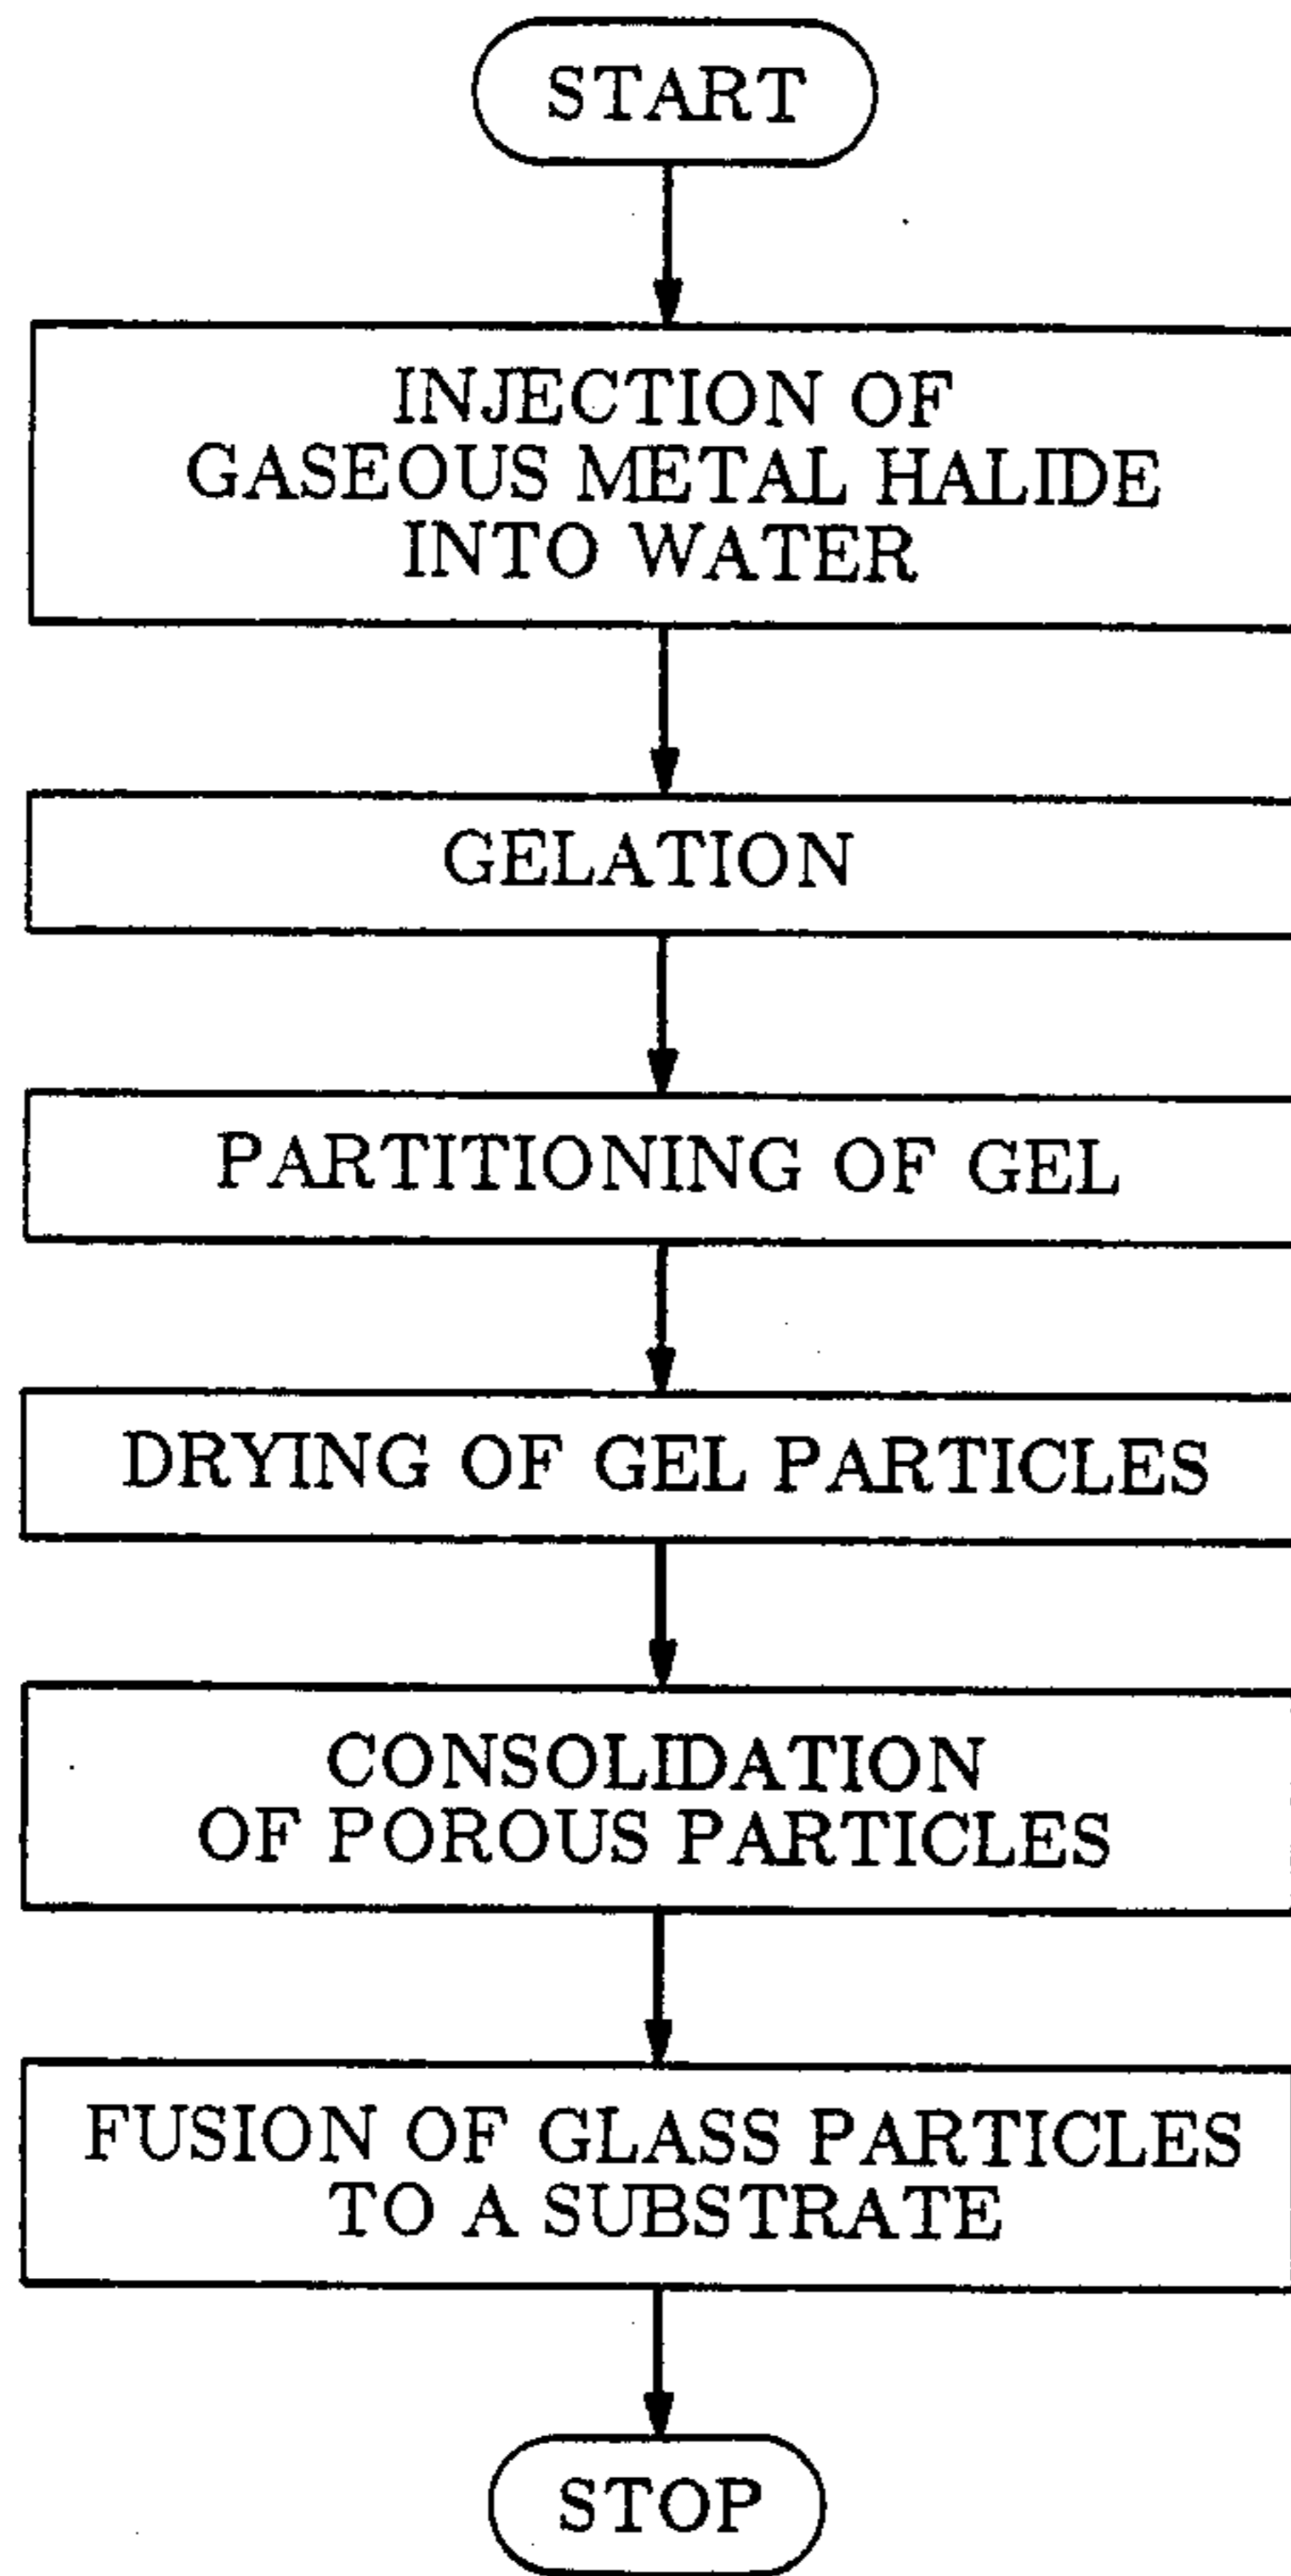 START
INJECTION OF
GASEOUS METAL HALIDE
INTO WATER
GELATION
PARTITIONING OF GEL
DRYING OF GEL PARTICLES
CONSOLIDATION
OF POROUS PARTICLES
FUSION OF GLASS PARTICLES
TO A SUBSTRATE
STOP